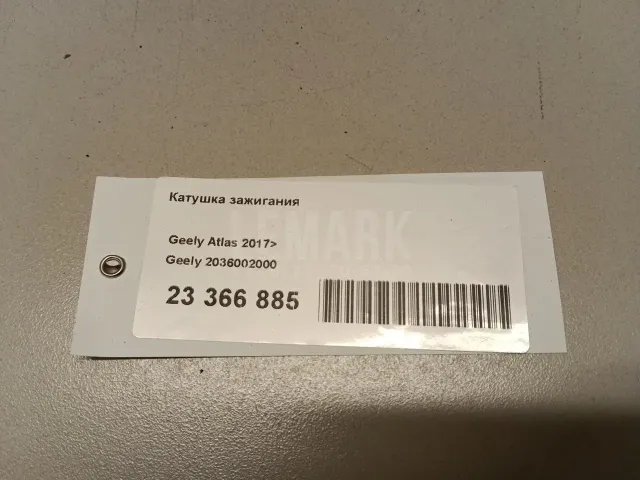 Катушка зажигания
Geely Atlas 2017>
Geely 2036002000
23 366 885